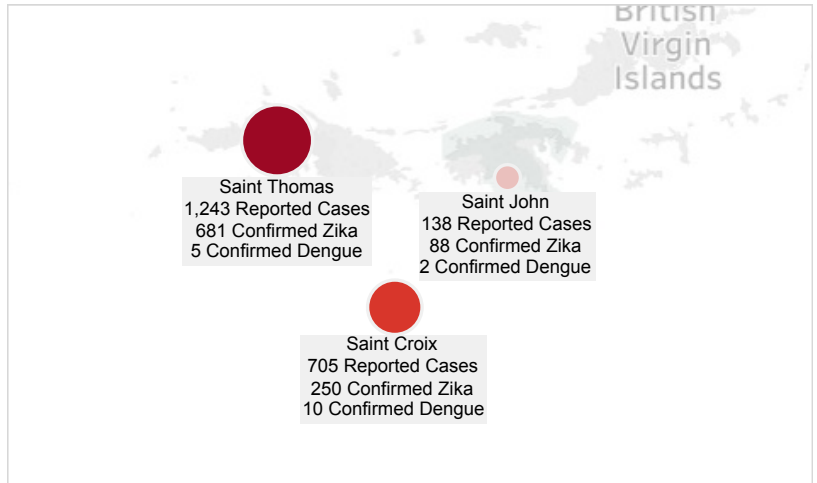 British
Virgin
Islands
Saint Thomas
1,243 Reported Cases
681 Confirmed Zika
5 Confirmed Dengue
Saint John
138 Reported Cases
88 Confirmed Zika
2 Confirmed Dengue
Saint Croix
705 Reported Cases
250 Confirmed Zika
10 Confirmed Dengue